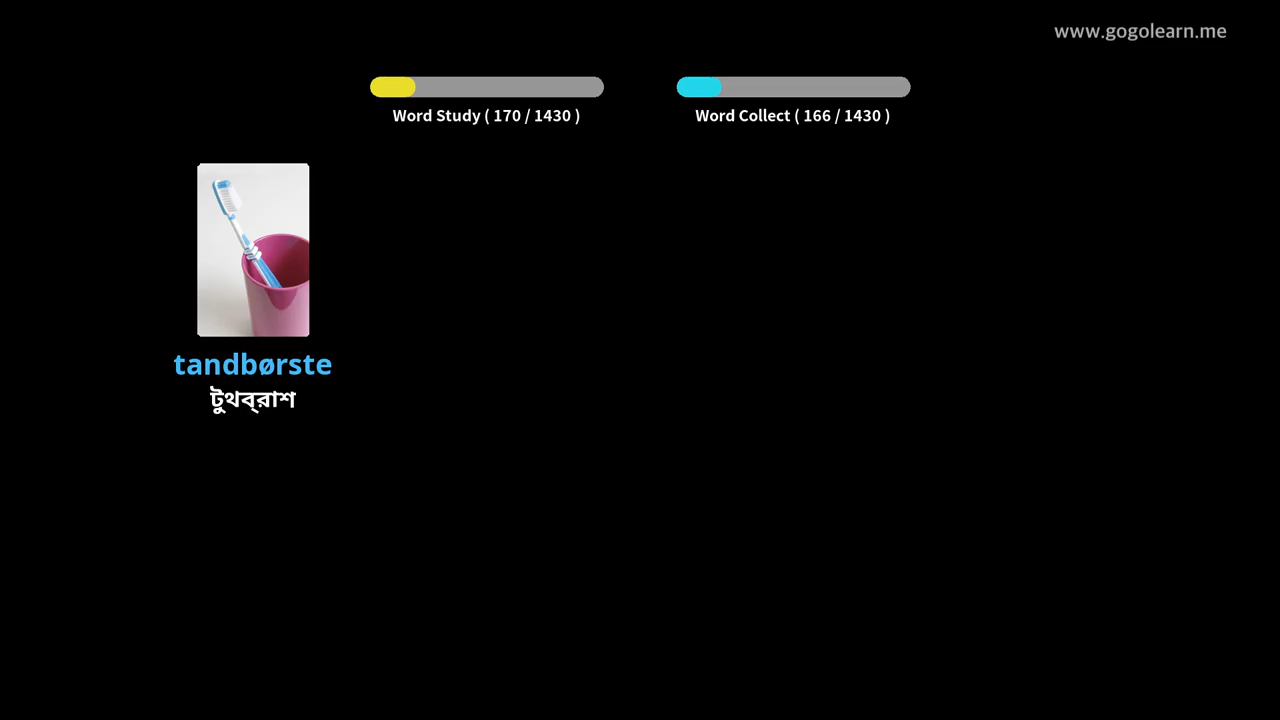 www.gogolearn.me
Word Study ( 170 / 1430 )
Word Collect ( 166 / 1430 )
tandbørste
টুথব্রাশ